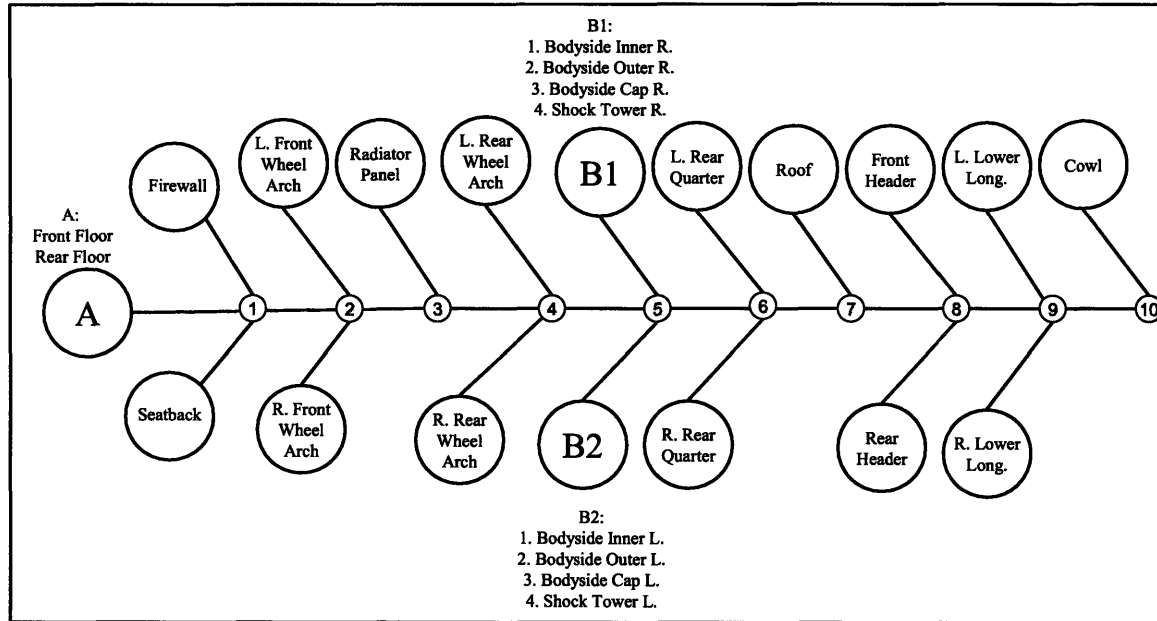 B1:
1. Bodyside Inner R.
2. Bodyside Outer R.
3. Bodyside Cap R.
4. Shock Tower R.
Firewall
L. Front
Wheel
Arch
Radiator
Panel
L. Rear
Wheel
Arch
B1
L. Rear
Quarter
Roof
Front
Header
L. Lower
Long.
Cowl
A:
Front Floor
Rear Floor
A
1
2
3
4
5
6
7
8
9
10
Seatback
R. Front
Wheel
Arch
R. Rear
Wheel
Arch
B2
R. Rear
Quarter
Rear
Header
R. Lower
Long.
B2:
1. Bodyside Inner L.
2. Bodyside Outer L.
3. Bodyside Cap L.
4. Shock Tower L.